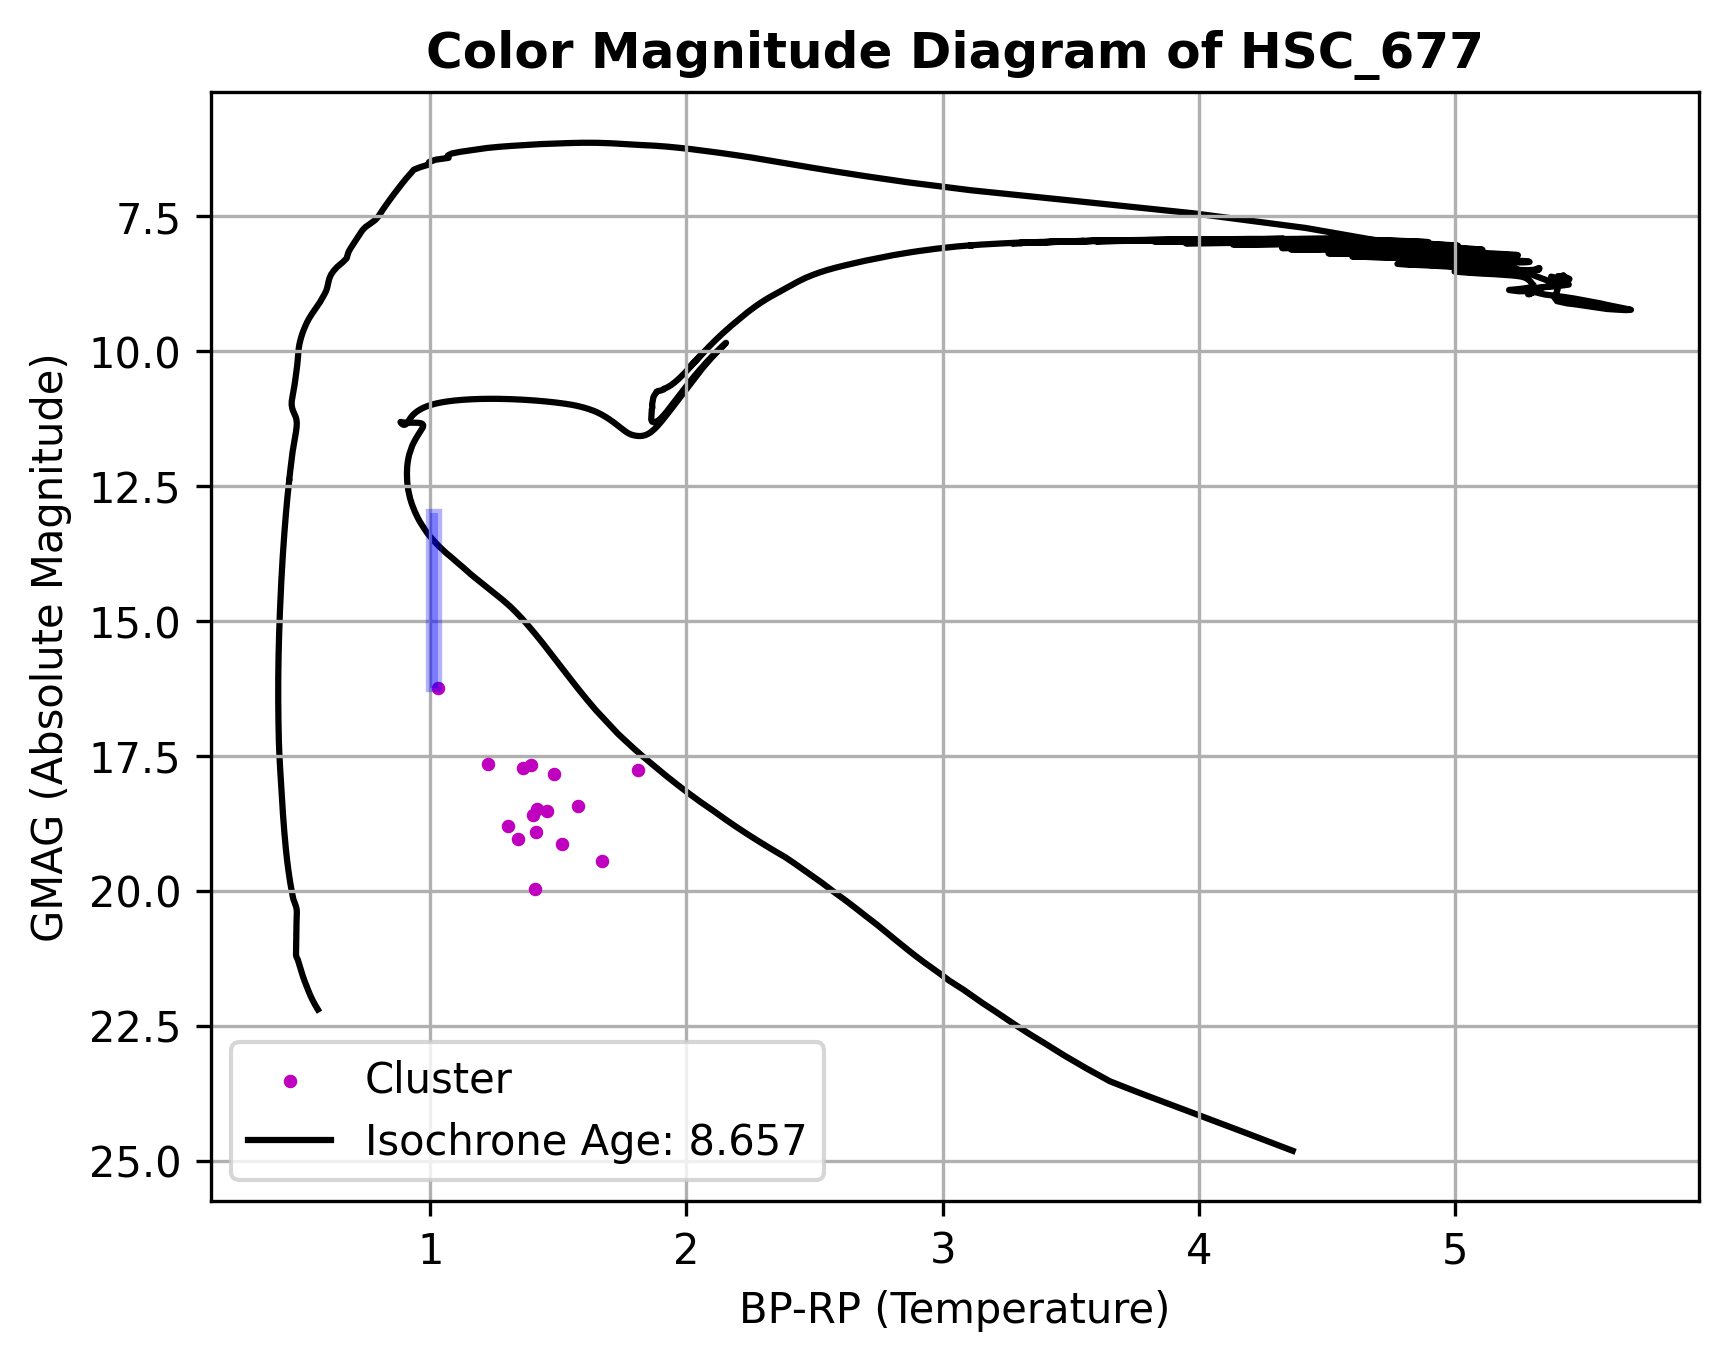 Color Magnitude Diagram of HSC_677
GMAG (Absolute Magnitude)
7.5
10.0
12.5
15.0
17.5
20.0
22.5
25.0
Cluster
Isochrone Age: 8.657
1 2 3 4 5
BP-RP (Temperature)